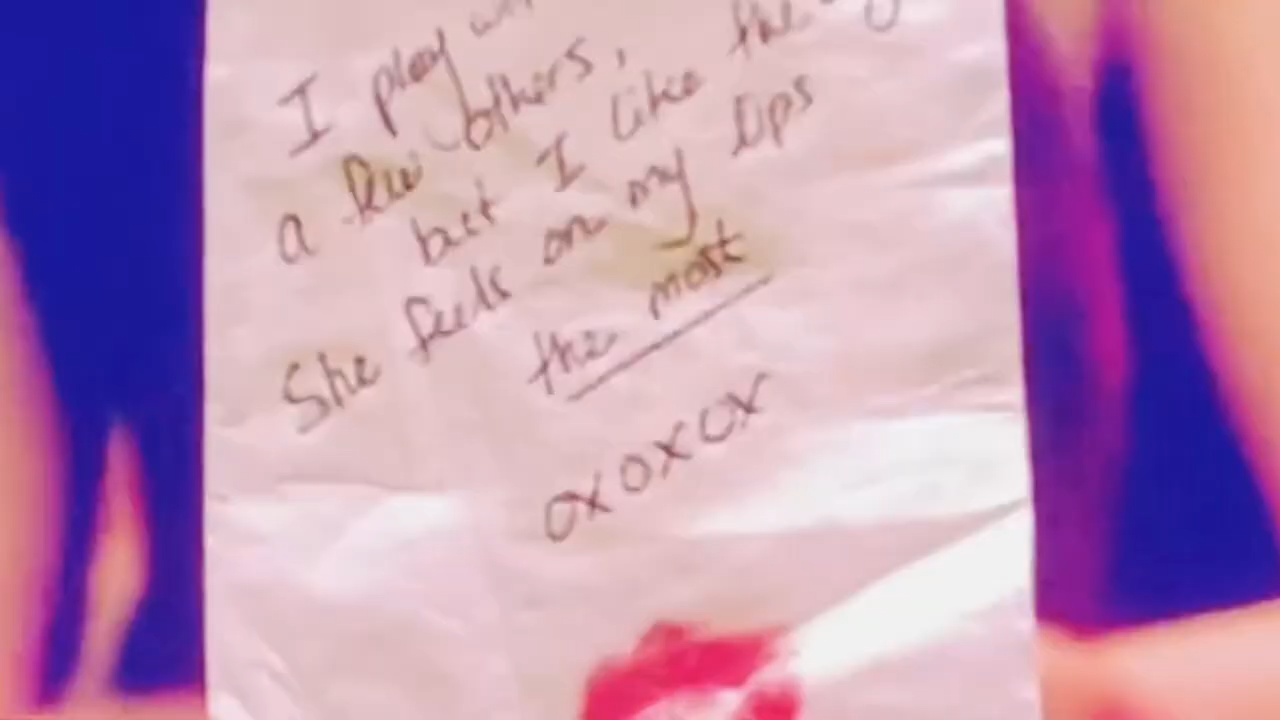 I play
a few others,
but I like the
She feels on my lips
the most
oxoxox